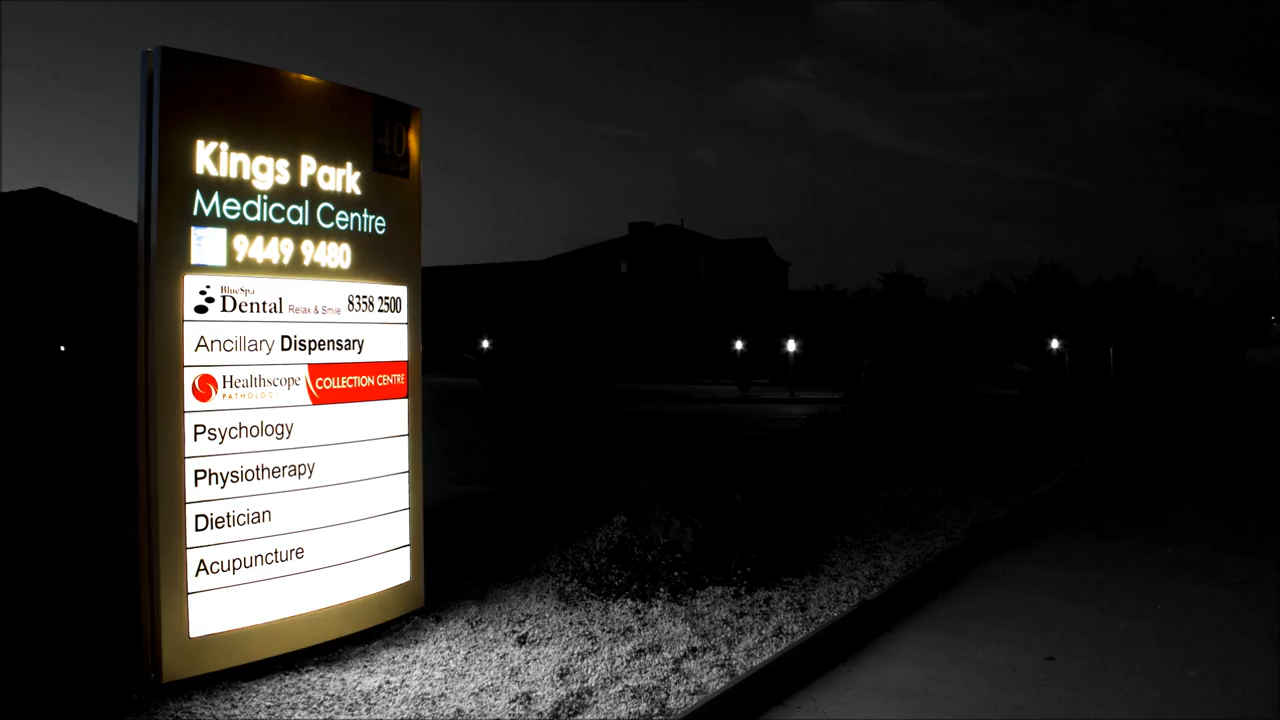 40
Kings Park
Medical Centre
9449 9480
BlueSpa
Dental Relax & Smile 8358 2500
Ancillary Dispensary
Healthscope
PATHOLOGY
COLLECTION CENTRE
Psychology
Physiotherapy
Dietician
Acupuncture